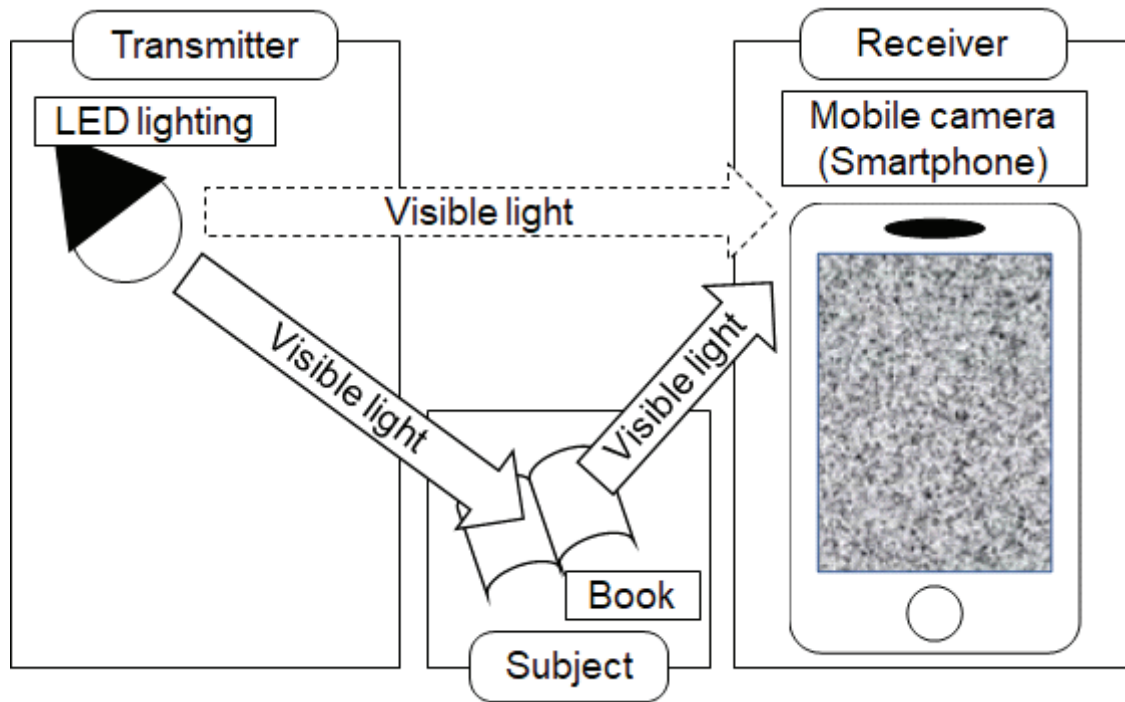 Transmitter
LED lighting
Visible light
Visible light
Visible light
Book
Subject
Receiver
Mobile camera
(Smartphone)